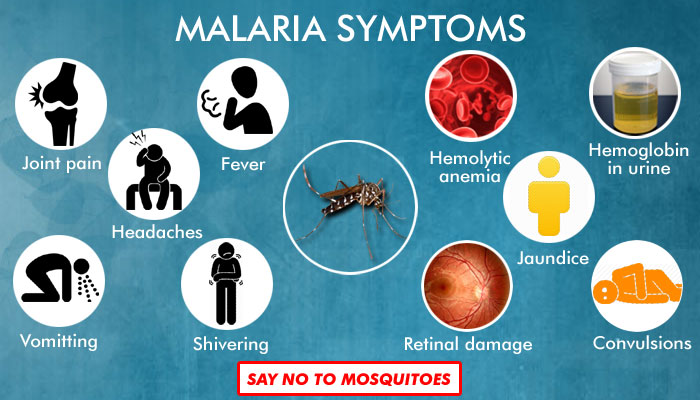 MALARIA SYMPTOMS
Joint pain
Fever
Headaches
Vomitting
Shivering
Hemolytic
anemia
Hemoglobin
in urine
Jaundice
Retinal damage
Convulsions
SAY NO TO MOSQUITOES